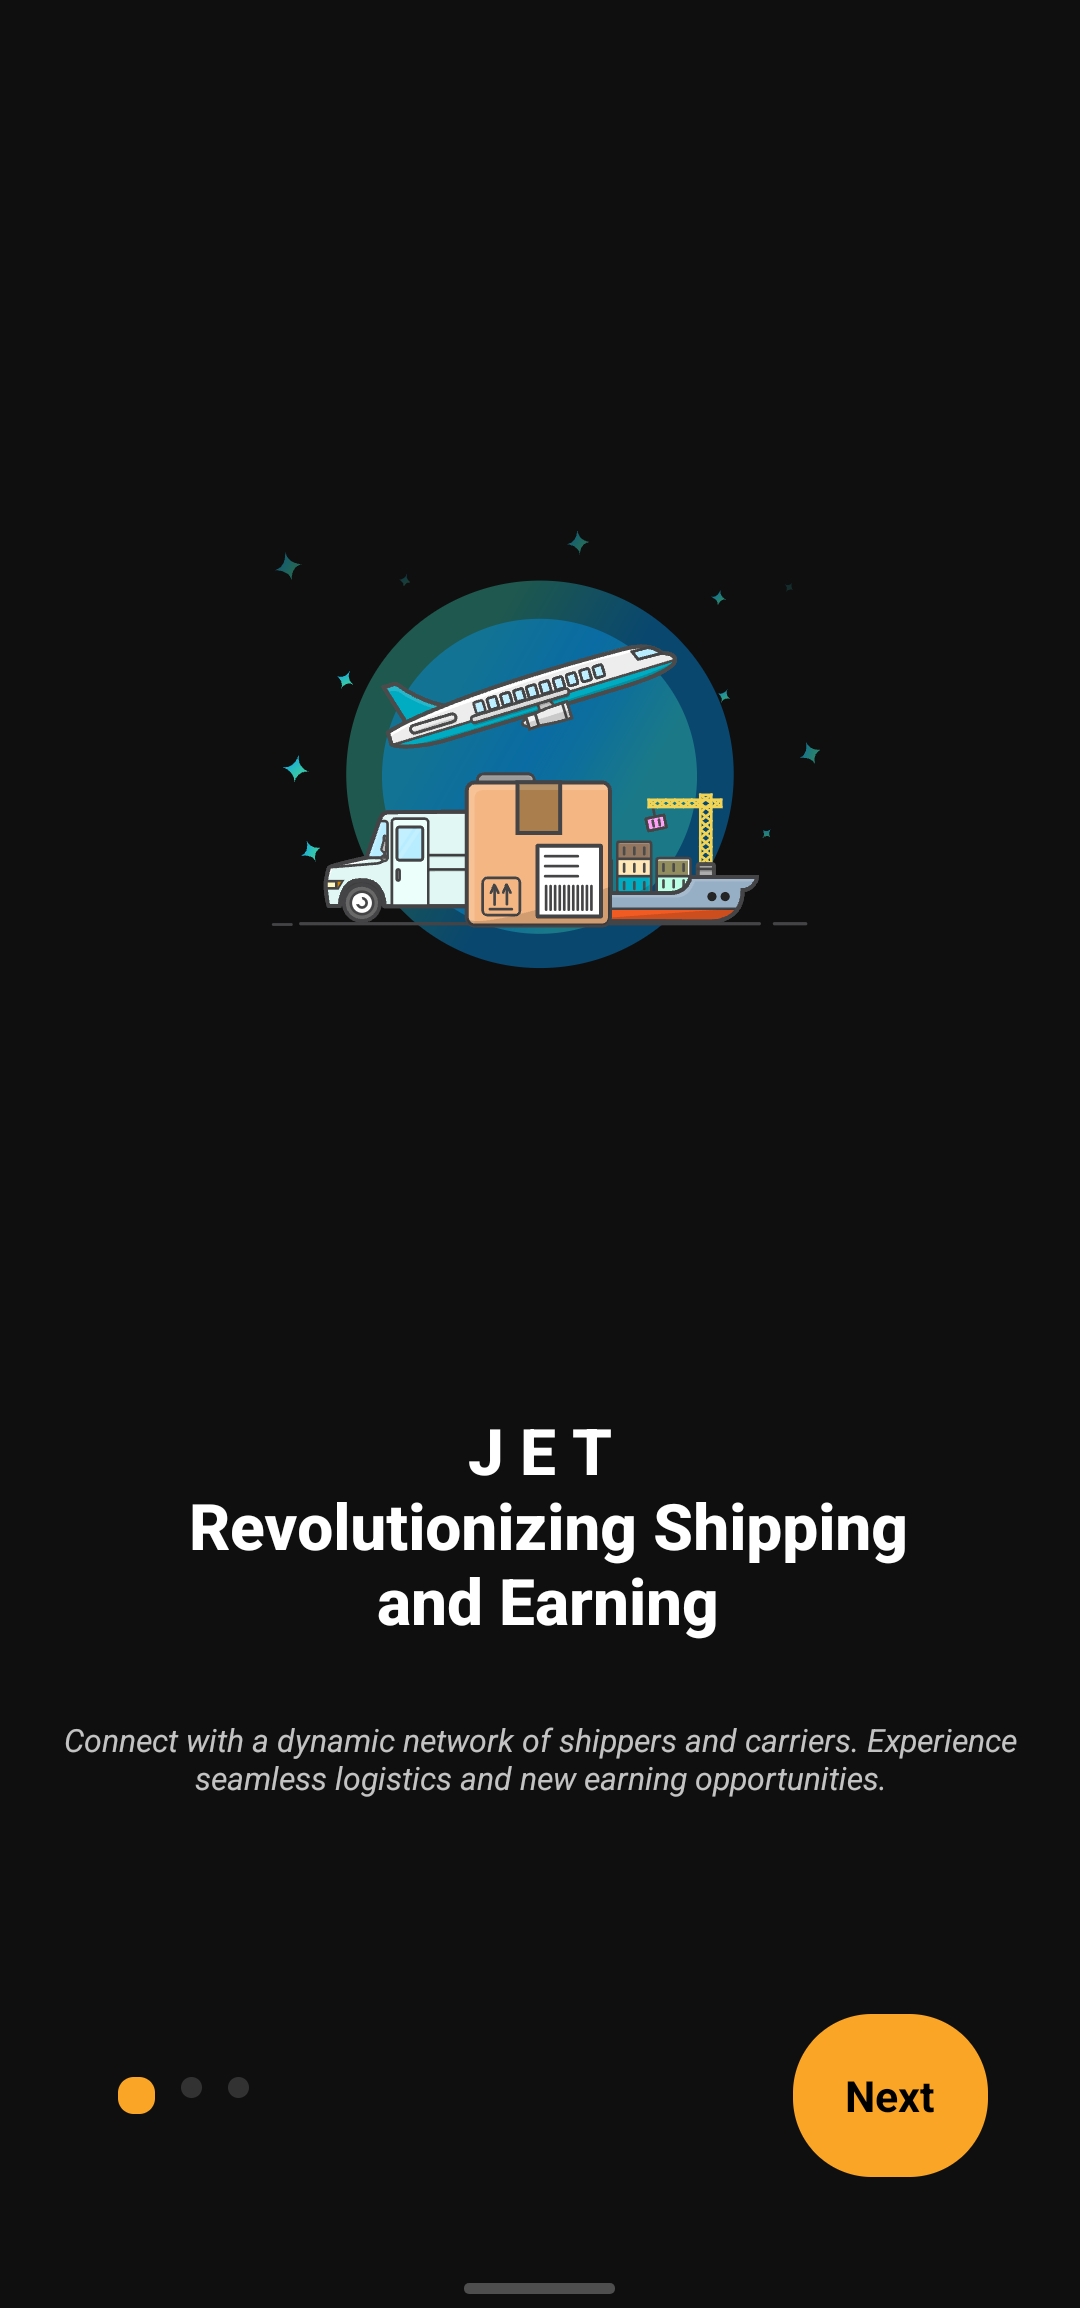 J E T
Revolutionizing Shipping
and Earning
Connect with a dynamic network of shippers and carriers. Experience
seamless logistics and new earning opportunities.
Next